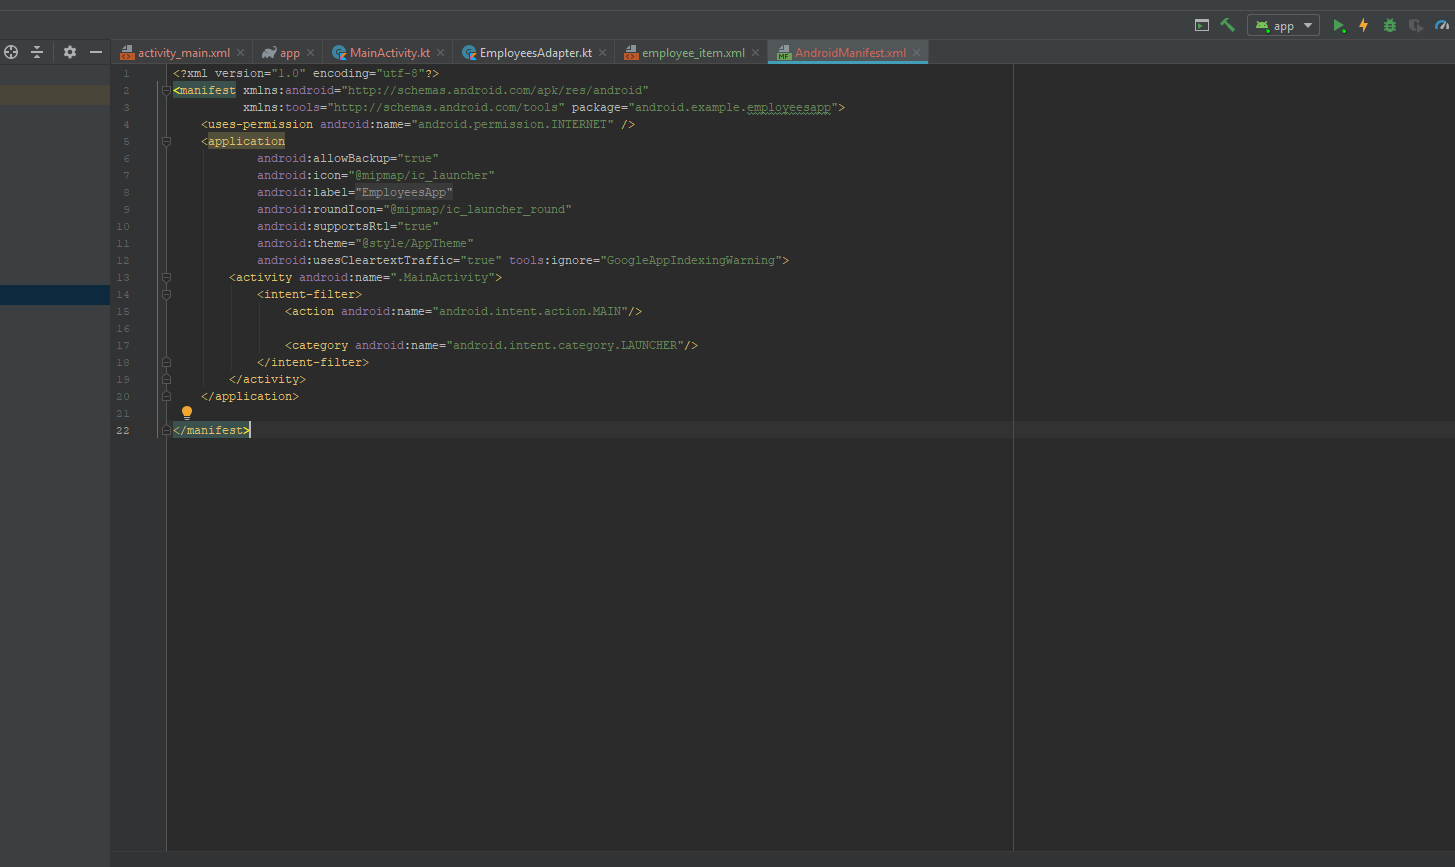 app
activity_main.xml app MainActivity.kt EmployeesAdapter.kt employee_item.xml AndroidManifest.xml
1 <?xml version="1.0" encoding="utf-8"?>
2 <manifest xmlns:android="http://schemas.android.com/apk/res/android"
3 xmlns:tools="http://schemas.android.com/tools" package="android.example.employeesapp">
4 <uses-permission android:name="android.permission.INTERNET" />
5 <application
6 android:allowBackup="true"
7 android:icon="@mipmap/ic_launcher"
8 android:label="EmployeesApp"
9 android:roundIcon="@mipmap/ic_launcher_round"
10 android:supportsRtl="true"
11 android:theme="@style/AppTheme"
12 android:usesCleartextTraffic="true" tools:ignore="GoogleAppIndexingWarning">
13 <activity android:name=".MainActivity">
14 <intent-filter>
15 <action android:name="android.intent.action.MAIN"/>
16
17 <category android:name="android.intent.category.LAUNCHER"/>
18 </intent-filter>
19 </activity>
20 </application>
21
22 </manifest>